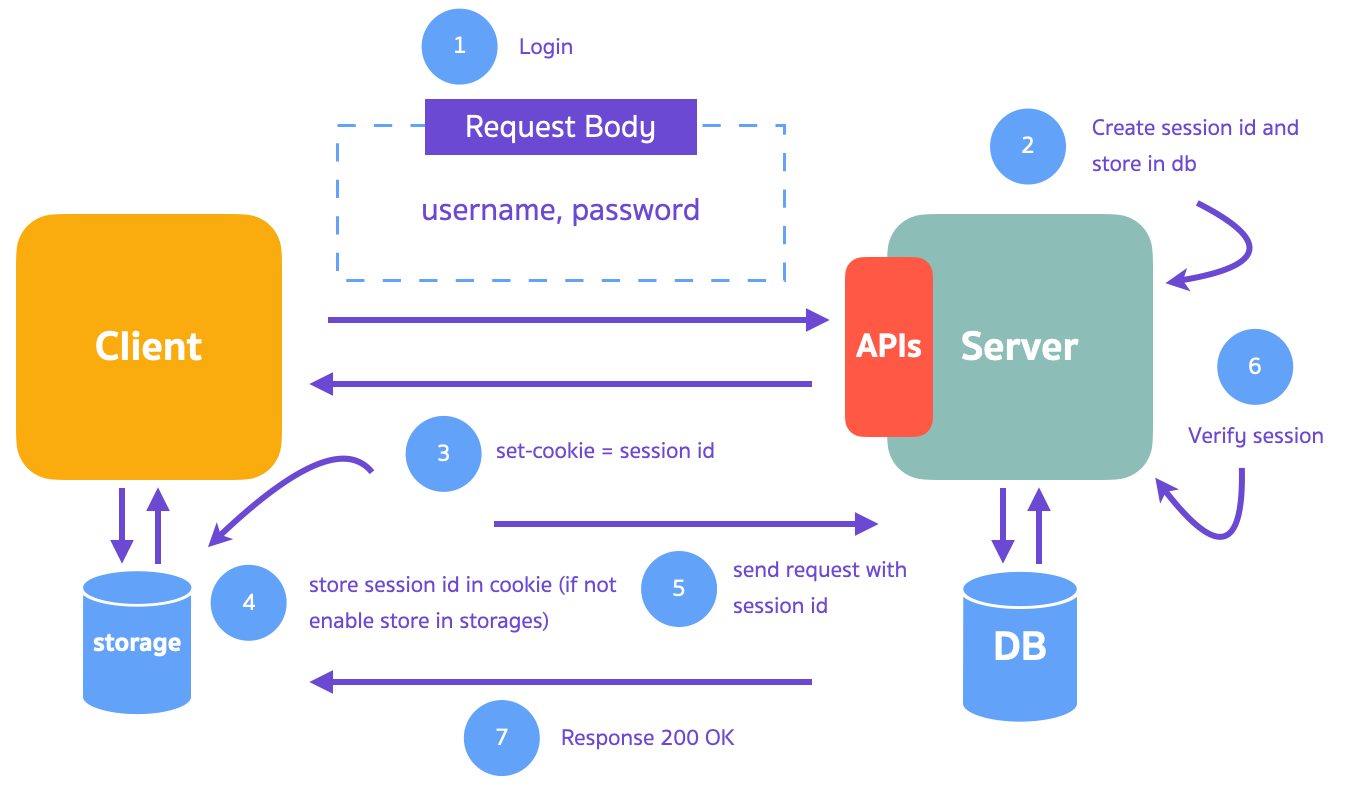 1
Login
Request Body
username, password
2
Create session id and
store in db
Client
APIs
Server
6
Verify session
3
set-cookie = session id
4
store session id in cookie (if not
enable store in storages)
5
send request with
session id
storage
DB
7
Response 200 OK